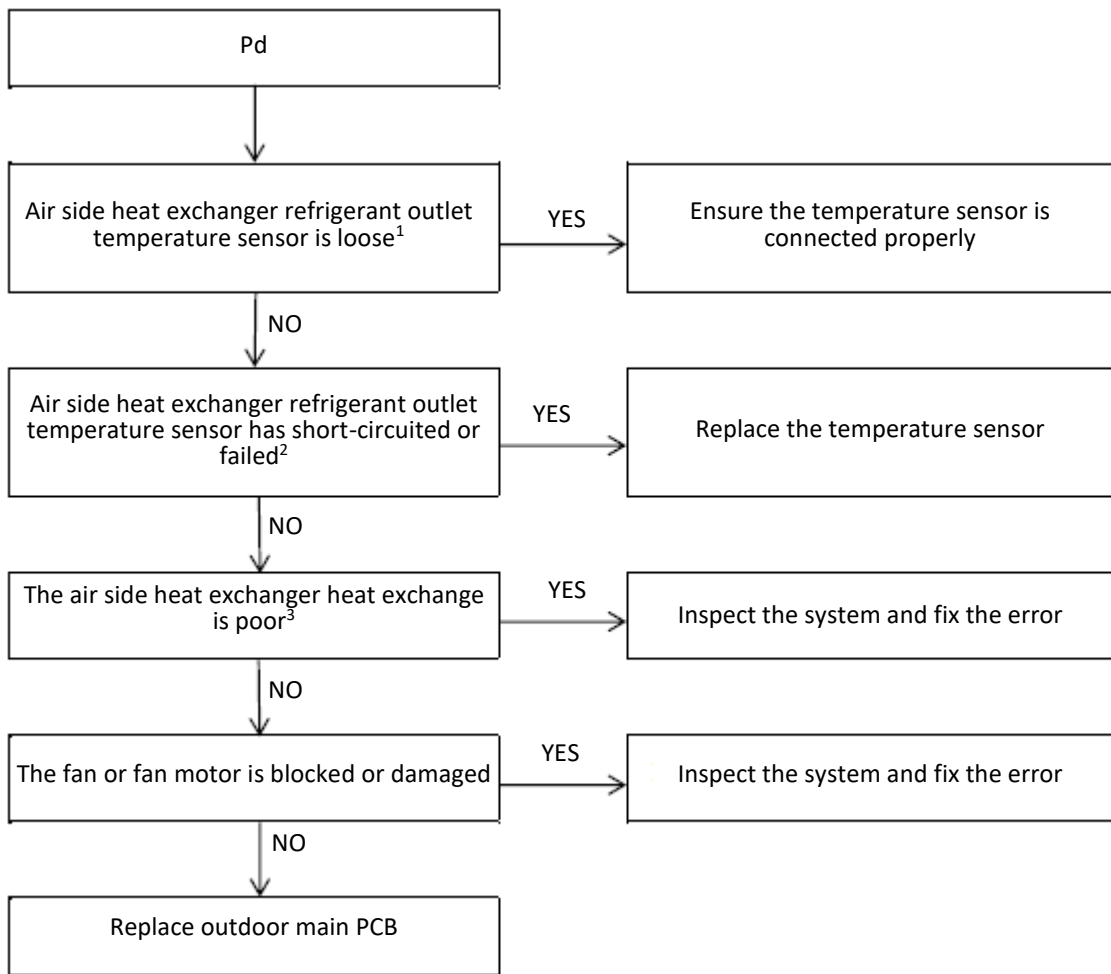 Pd
Air side heat exchanger refrigerant outlet
temperature sensor is loose¹
YES
Ensure the temperature sensor is
connected properly
NO
Air side heat exchanger refrigerant outlet
temperature sensor has short-circuited or
failed²
YES
Replace the temperature sensor
NO
The air side heat exchanger heat exchange
is poor³
YES
Inspect the system and fix the error
NO
The fan or fan motor is blocked or damaged
YES
Inspect the system and fix the error
NO
Replace outdoor main PCB